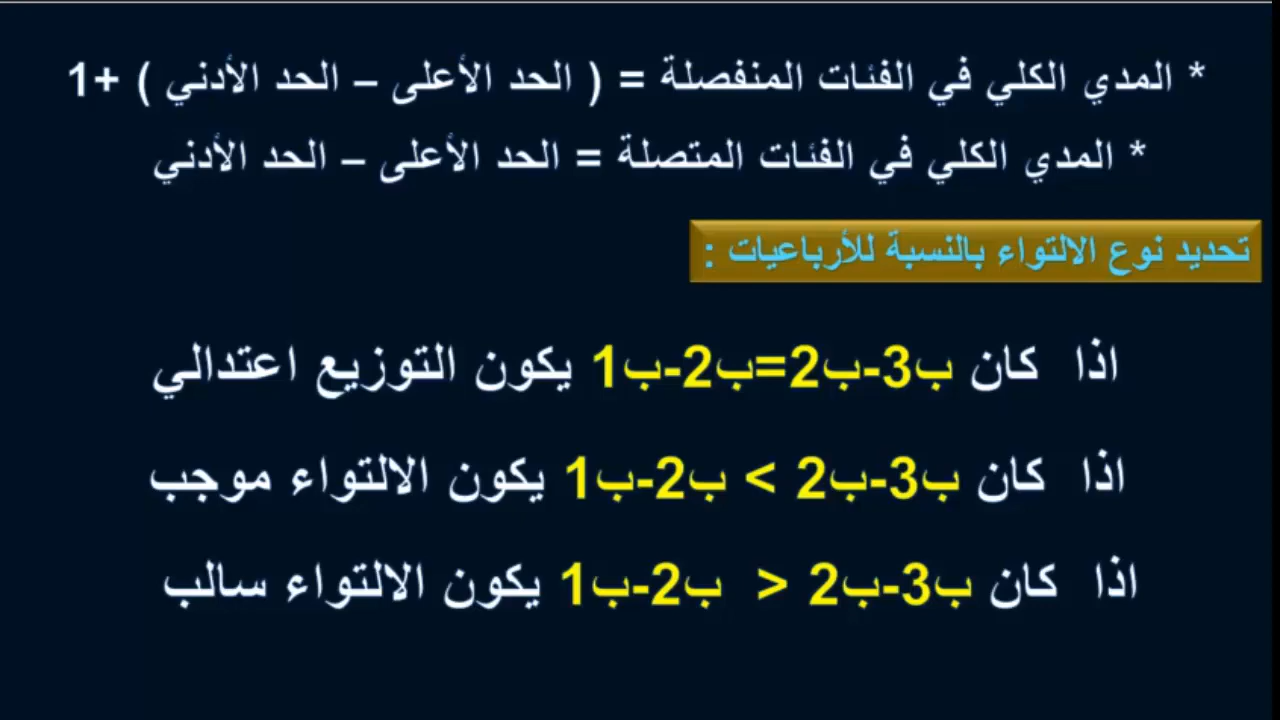 * المدي الكلي في الفئات المنفصلة = ( الحد الأعلى – الحد الأدني ) +1
* المدي الكلي في الفئات المتصلة = الحد الأعلى – الحد الأدني
تحديد نوع الالتواء بالنسبة للأرباعيات :
اذا كان ب3-ب2=ب2-ب1 يكون التوزيع اعتدالي
اذا كان ب3-ب2 > ب2-ب1 يكون الالتواء موجب
اذا كان ب3-ب2 < ب2-ب1 يكون الالتواء سالب